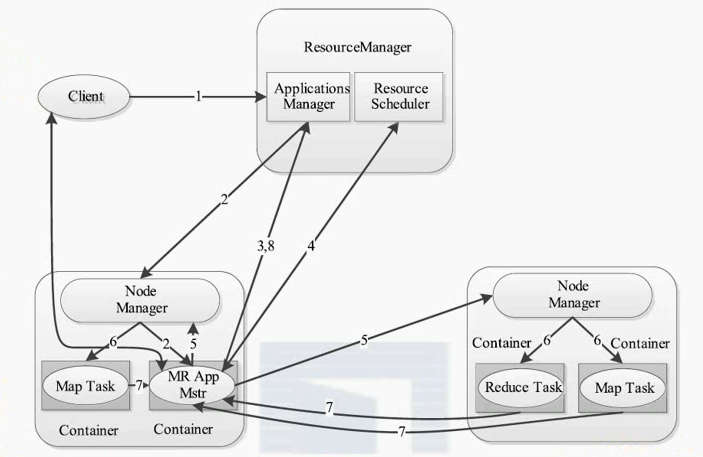 ResourceManager
Applications
Manager
Resource
Scheduler
Client
1
2
3,8
4
Node
Manager
6
2
5
Map Task
7
MR App
Mstr
Container
Container
5
Node
Manager
Container
6
6
Container
Reduce Task
Map Task
7
7